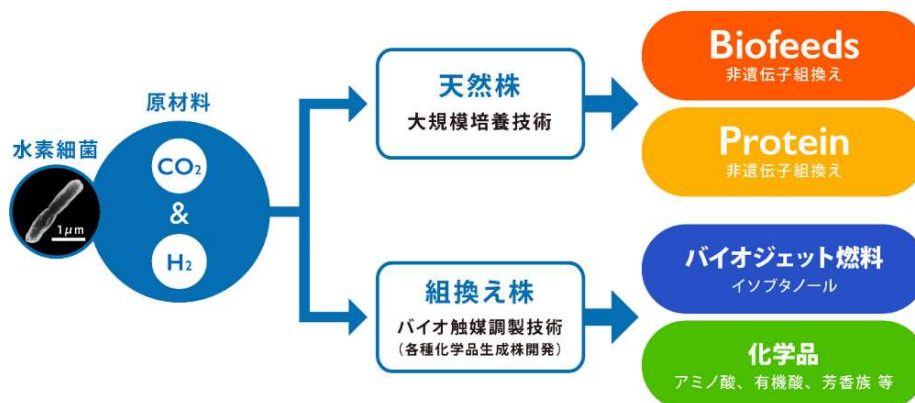 水素細菌
1μm
原材料
CO₂
&
H₂
天然株
大規模培養技術
組換え株
バイオ触媒調製技術
(各種化学品生成株開発)
Biofeeds
非遺伝子組換え
Protein
非遺伝子組換え
バイオジェット燃料
イソブタノール
化学品
アミノ酸、有機酸、芳香族 等